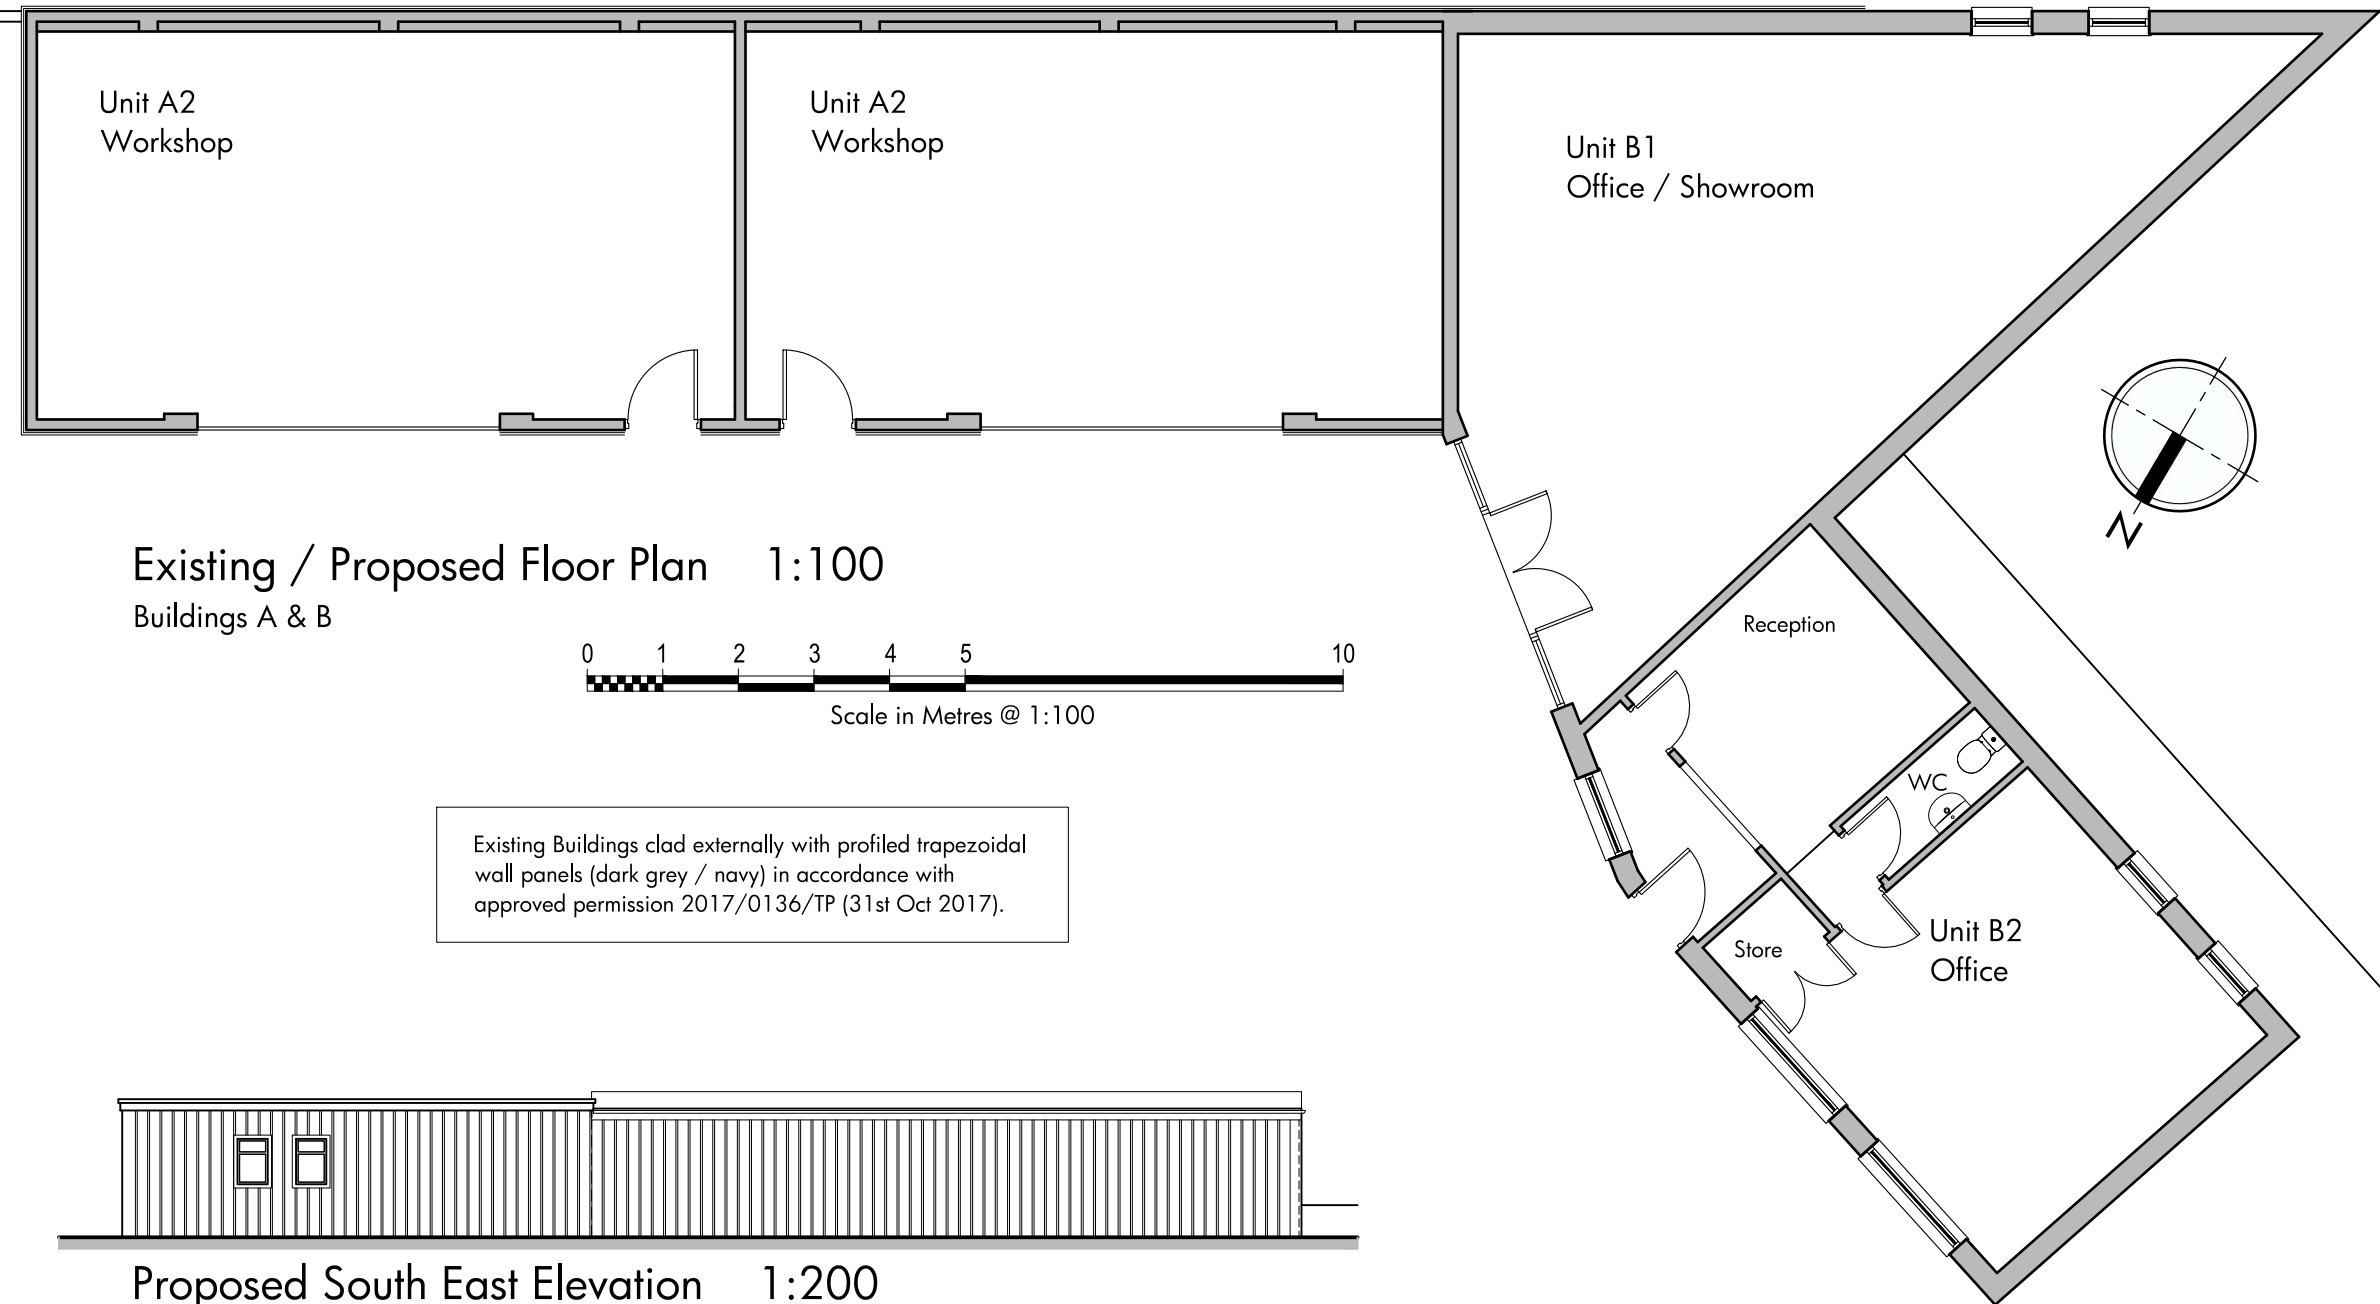 Unit A2
Workshop
Unit A2
Workshop
Unit B1
Office / Showroom
N
Existing / Proposed Floor Plan 1:100
Buildings A & B
0 1 2 3 4 5 10
Scale in Metres @ 1:100
Reception
WC
Existing Buildings clad externally with profiled trapezoidal
wall panels (dark grey / navy) in accordance with
approved permission 2017/0136/TP (31st Oct 2017).
Store
Unit B2
Office
Proposed South East Elevation 1:200